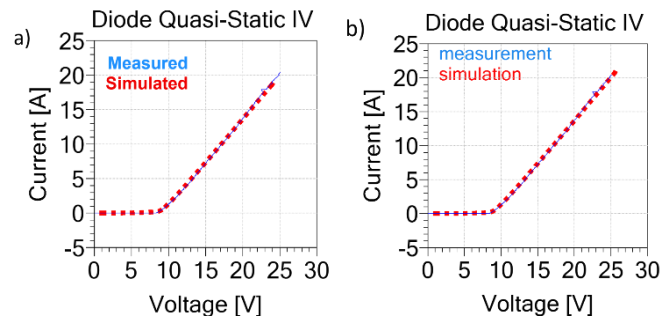 a)
Diode Quasi-Static IV
Measured
Simulated
Current [A]
25
20
15
10
5
0
-5
0 5 10 15 20 25 30
Voltage [V]
b)
Diode Quasi-Static IV
measurement
simulation
Current [A]
25
20
15
10
5
0
-5
0 5 10 15 20 25 30
Voltage [V]